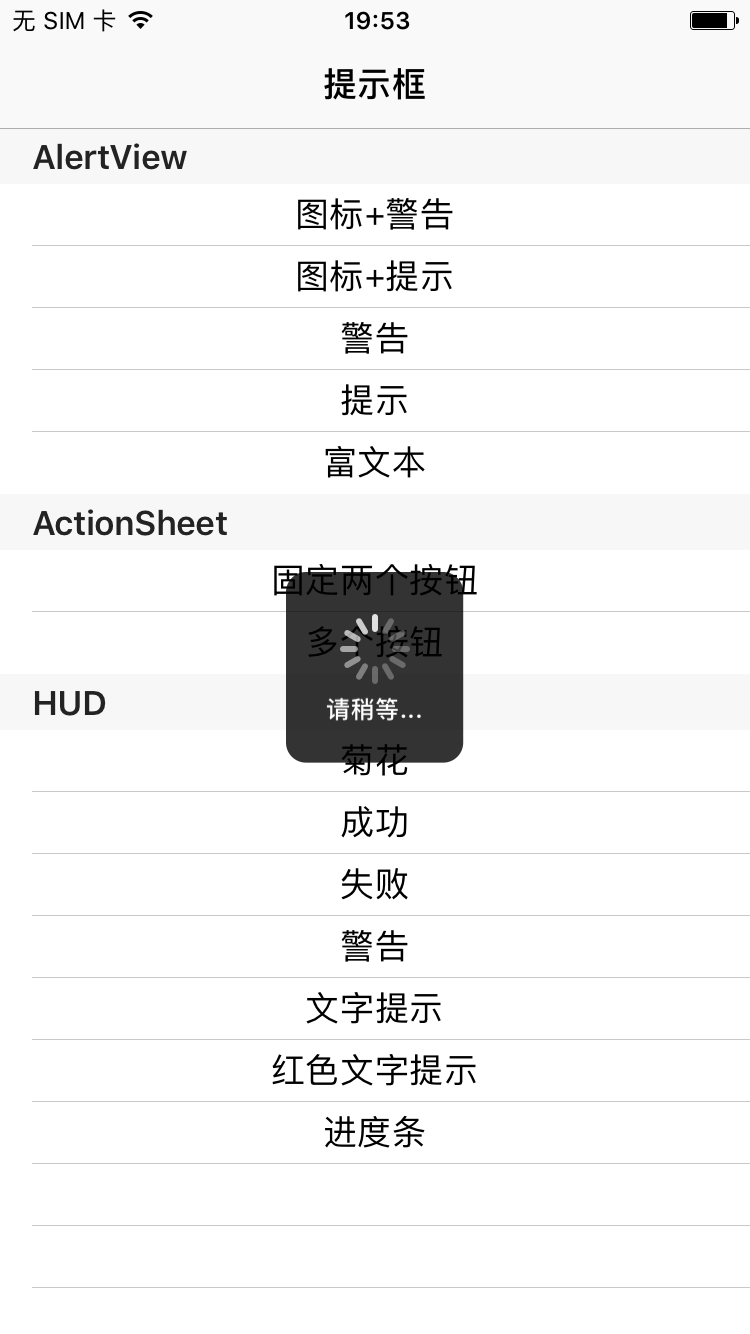 无 SIM 卡
19:53
提示框
AlertView
图标+警告
图标+提示
警告
提示
富文本
ActionSheet
固定两个按钮
多个按钮
请稍等...
HUD
菊花
成功
失败
警告
文字提示
红色文字提示
进度条